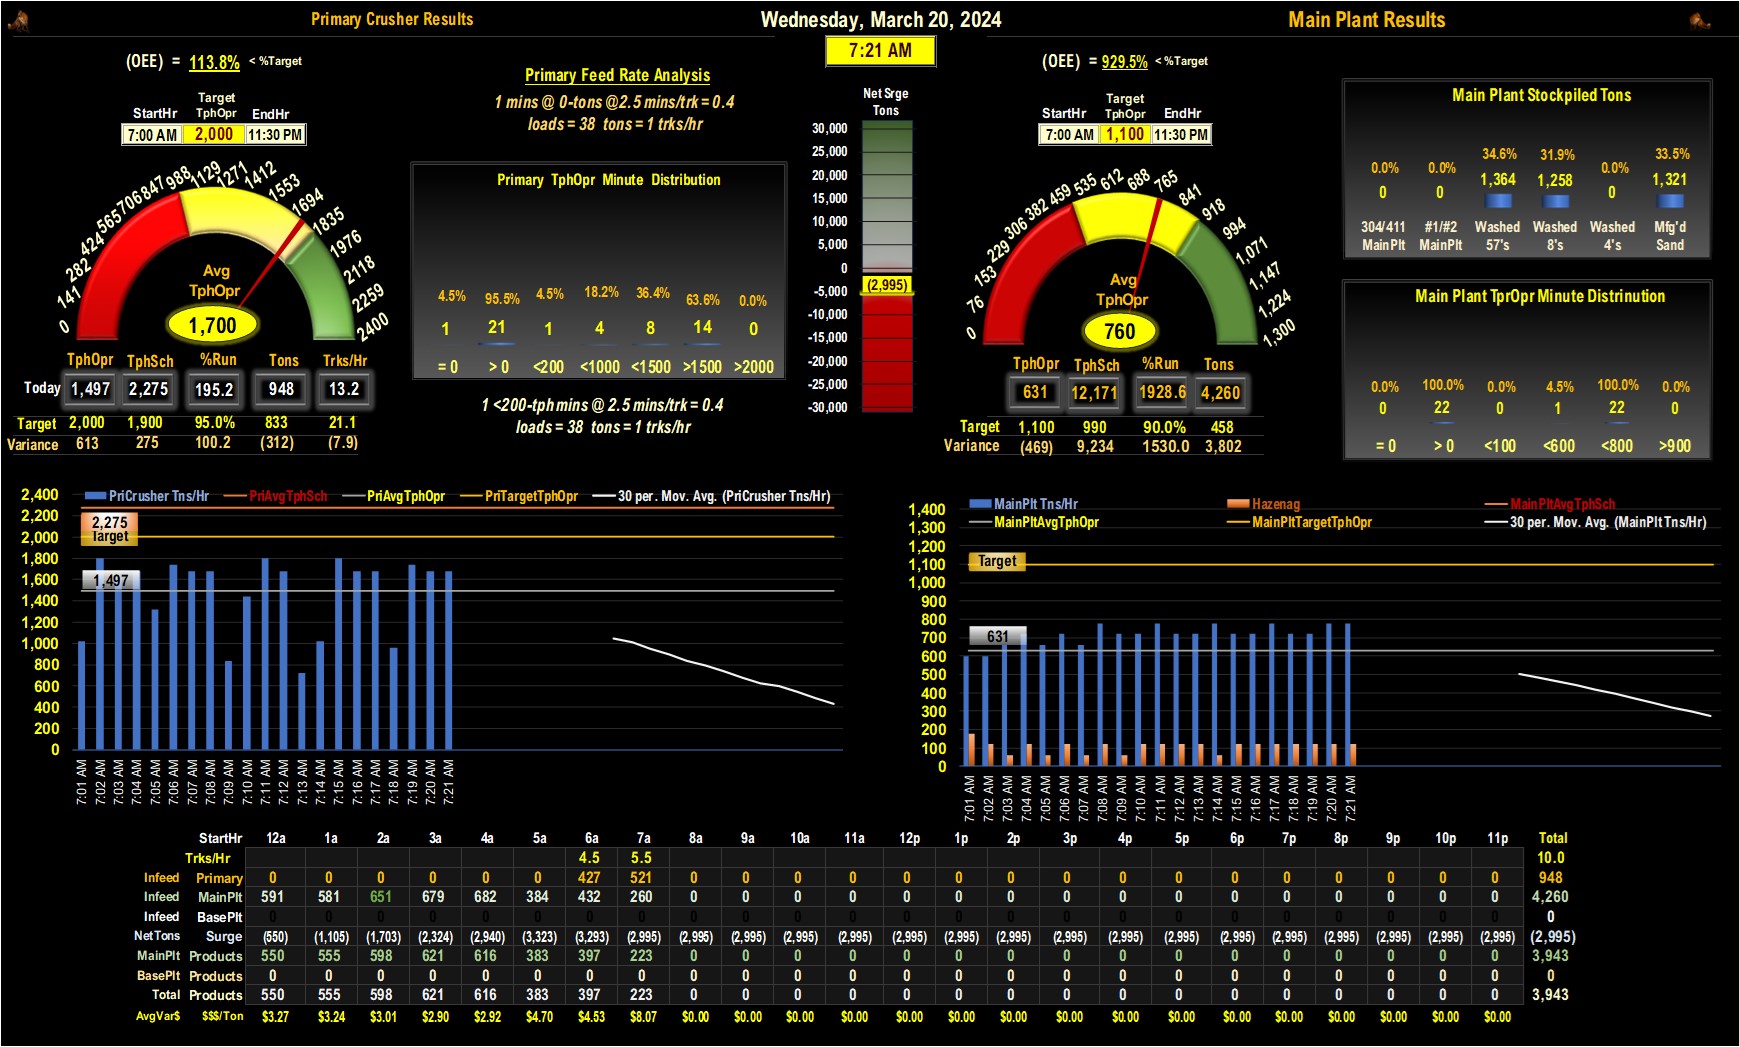 Primary Crusher Results
Wednesday, March 20, 2024
Main Plant Results
7:21 AM
(OEE) = 113.8% < %Target
StartHr Target TphOpr EndHr
7:00 AM 2,000 11:30 PM
0 141 282 424 565 706 847 988 1129 1271 1412 1553 1694 1835 1976 2118 2259 2400
Avg
TphOpr
1,700
TphOpr TphSch %Run Tons Trks/Hr
Today 1,497 2,275 195.2 948 13.2
Target 2,000 1,900 95.0% 833 21.1
Variance 613 275 100.2 (312) (7.9)
Primary Feed Rate Analysis
1 mins @ 0-tons @2.5 mins/trk = 0.4
loads = 38 tons = 1 trks/hr
Primary TphOpr Minute Distribution
4.5% 95.5% 4.5% 18.2% 36.4% 63.6% 0.0%
1 21 1 4 8 14 0
= 0 > 0 <200 <1000 <1500 >1500 >2000
1 <200-tph mins @ 2.5 mins/trk = 0.4
loads = 38 tons = 1 trks/hr
Net Srge
Tons
30,000
25,000
20,000
15,000
10,000
5,000
0
(2,995)
-5,000
-10,000
-15,000
-20,000
-25,000
-30,000
(OEE) = 929.5% < %Target
StartHr Target TphOpr EndHr
7:00 AM 1,100 11:30 PM
0 76 153 229 306 382 459 535 612 688 765 841 918 994 1,071 1,147 1,224 1,300
Avg
TphOpr
760
TphOpr TphSch %Run Tons
631 12,171 1928.6 4,260
Target 1,100 990 90.0% 458
Variance (469) 9,234 1530.0 3,802
Main Plant Stockpiled Tons
0.0% 0.0% 34.6% 31.9% 0.0% 33.5%
0 0 1,364 1,258 0 1,321
304/411 #1/#2 Washed Washed Washed Mfg'd
MainPlt MainPlt 57's 8's 4's Sand
Main Plant TprOpr Minute Distrinution
0.0% 100.0% 0.0% 4.5% 100.0% 0.0%
0 22 0 1 22 0
= 0 > 0 <100 <600 <800 >900
PriCrusher Tns/Hr PriAvgTphSch PriAvgTphOpr PriTargetTphOpr 30 per. Mov. Avg. (PriCrusher Tns/Hr)
2,400
2,200
2,000
1,800
1,600
1,400
1,200
1,000
800
600
400
200
0
2,275
Target
1,497
7:01 AM 7:02 AM 7:03 AM 7:04 AM 7:05 AM 7:06 AM 7:07 AM 7:08 AM 7:09 AM 7:10 AM 7:11 AM 7:12 AM 7:13 AM 7:14 AM 7:15 AM 7:16 AM 7:17 AM 7:18 AM 7:19 AM 7:20 AM 7:21 AM
MainPlt Tns/Hr Hazenag MainPltAvgTphSch
MainPltAvgTphOpr MainPltTargetTphOpr 30 per. Mov. Avg. (MainPlt Tns/Hr)
1,400
1,300
1,200
1,100
1,000
900
800
700
600
500
400
300
200
100
0
Target
631
7:01 AM 7:02 AM 7:03 AM 7:04 AM 7:05 AM 7:06 AM 7:07 AM 7:08 AM 7:09 AM 7:10 AM 7:11 AM 7:12 AM 7:13 AM 7:14 AM 7:15 AM 7:16 AM 7:17 AM 7:18 AM 7:19 AM 7:20 AM 7:21 AM
StartHr 12a 1a 2a 3a 4a 5a 6a 7a 8a 9a 10a 11a 12p 1p 2p 3p 4p 5p 6p 7p 8p 9p 10p 11p Total
Trks/Hr 4.5 5.5 10.0
Infeed Primary 0 0 0 0 0 0 427 521 0 0 0 0 0 0 0 0 0 0 0 0 0 0 0 0 948
Infeed MainPlt 591 581 651 679 682 384 432 260 0 0 0 0 0 0 0 0 0 0 0 0 0 0 0 0 4,260
Infeed BasePlt 0 0 0 0 0 0 0 0 0 0 0 0 0 0 0 0 0 0 0 0 0 0 0 0 0
NetTons Surge (550) (1,105) (1,703) (2,324) (2,940) (3,323) (3,293) (2,995) (2,995) (2,995) (2,995) (2,995) (2,995) (2,995) (2,995) (2,995) (2,995) (2,995) (2,995) (2,995) (2,995) (2,995) (2,995) (2,995) (2,995)
MainPlt Products 550 555 598 621 616 383 397 223 0 0 0 0 0 0 0 0 0 0 0 0 0 0 0 0 3,943
BasePlt Products 0 0 0 0 0 0 0 0 0 0 0 0 0 0 0 0 0 0 0 0 0 0 0 0 0
Total Products 550 555 598 621 616 383 397 223 0 0 0 0 0 0 0 0 0 0 0 0 0 0 0 0 3,943
AvgVar$ $$$/Ton $3.27 $3.24 $3.01 $2.90 $2.92 $4.70 $4.53 $8.07 $0.00 $0.00 $0.00 $0.00 $0.00 $0.00 $0.00 $0.00 $0.00 $0.00 $0.00 $0.00 $0.00 $0.00 $0.00 $0.00